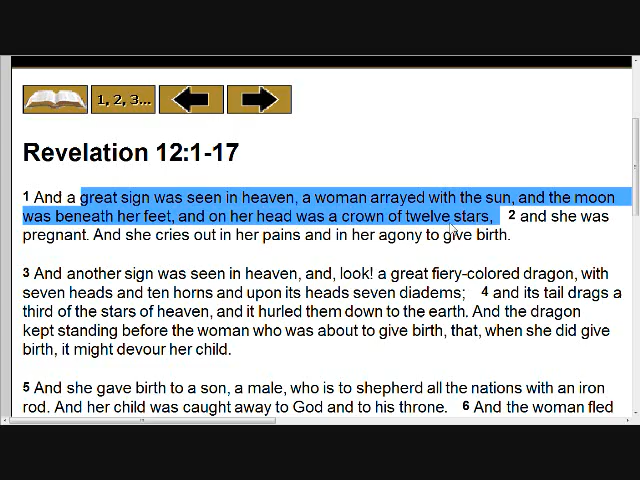 1, 2, 3...
Revelation 12:1-17
1 And a great sign was seen in heaven, a woman arrayed with the sun, and the moon
was beneath her feet, and on her head was a crown of twelve stars, 2 and she was
pregnant. And she cries out in her pains and in her agony to give birth.
3 And another sign was seen in heaven, and, look! a great fiery-colored dragon, with
seven heads and ten horns and upon its heads seven diadems; 4 and its tail drags a
third of the stars of heaven, and it hurled them down to the earth. And the dragon
kept standing before the woman who was about to give birth, that, when she did give
birth, it might devour her child.
5 And she gave birth to a son, a male, who is to shepherd all the nations with an iron
rod. And her child was caught away to God and to his throne. 6 And the woman fled